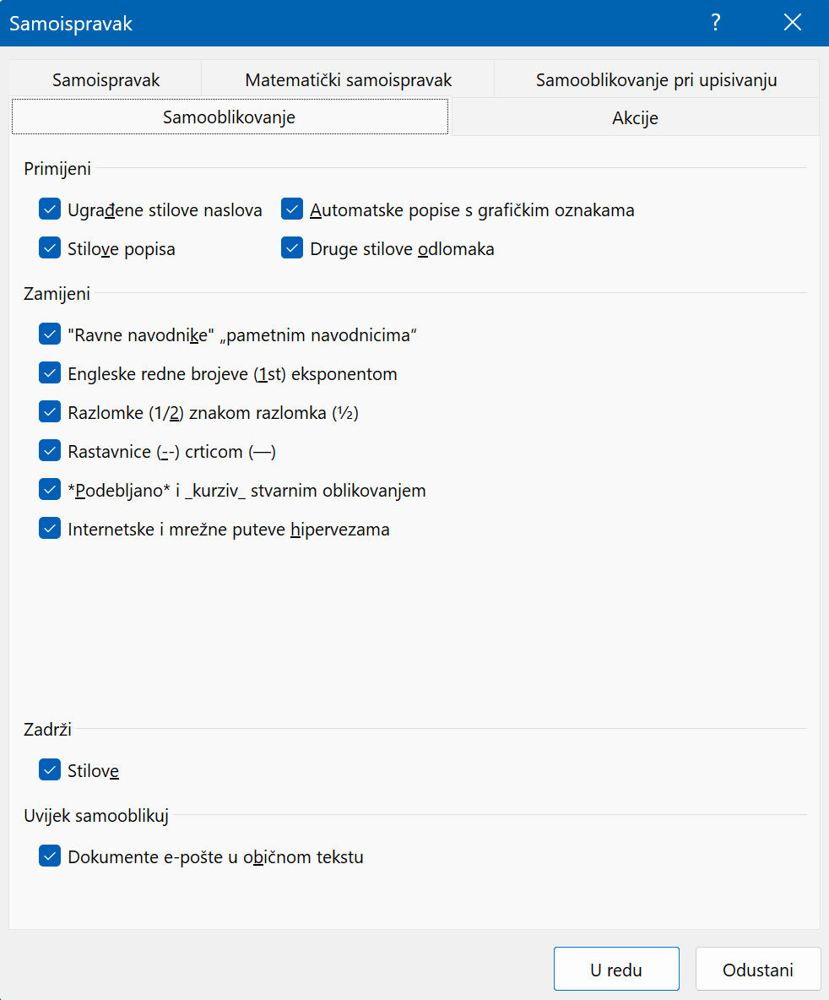 Samoispravak ?
Samoispravak Matematički samoispravak Samooblikovanje pri upisivanju
Samooblikovanje Akcije
Primijeni
Ugrađene stilove naslova Automatske popise s grafičkim oznakama
Stilove popisa Druge stilove odlomaka
Zamijeni
"Ravne navodnike" „pametnim navodnicima“
Engleske redne brojeve (1st) eksponentom
Razlomke (1/2) znakom razlomka (½)
Rastavnice (--) crticom (—)
*Podebljano* i _kurziv_ stvarnim oblikovanjem
Internetske i mrežne puteve hipervezama
Zadrži
Stilove
Uvijek samooblikuj
Dokumente e-pošte u običnom tekstu
U redu Odustani